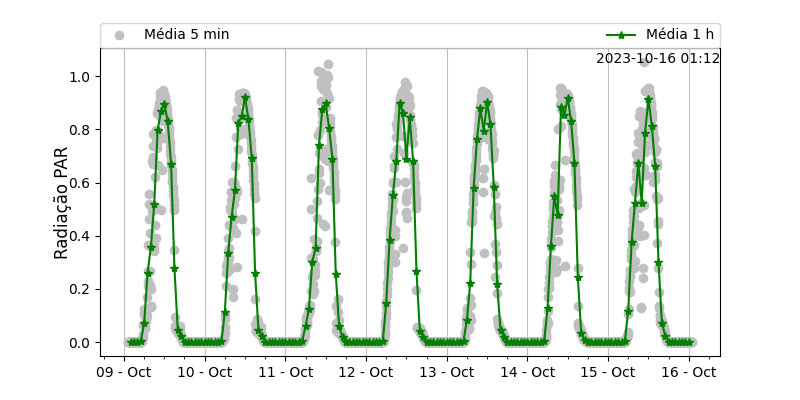 Média 5 min Média 1 h
2023-10-16 01:12
Radiação PAR
1.0
0.8
0.6
0.4
0.2
0.0
09 - Oct 10 - Oct 11 - Oct 12 - Oct 13 - Oct 14 - Oct 15 - Oct 16 - Oct